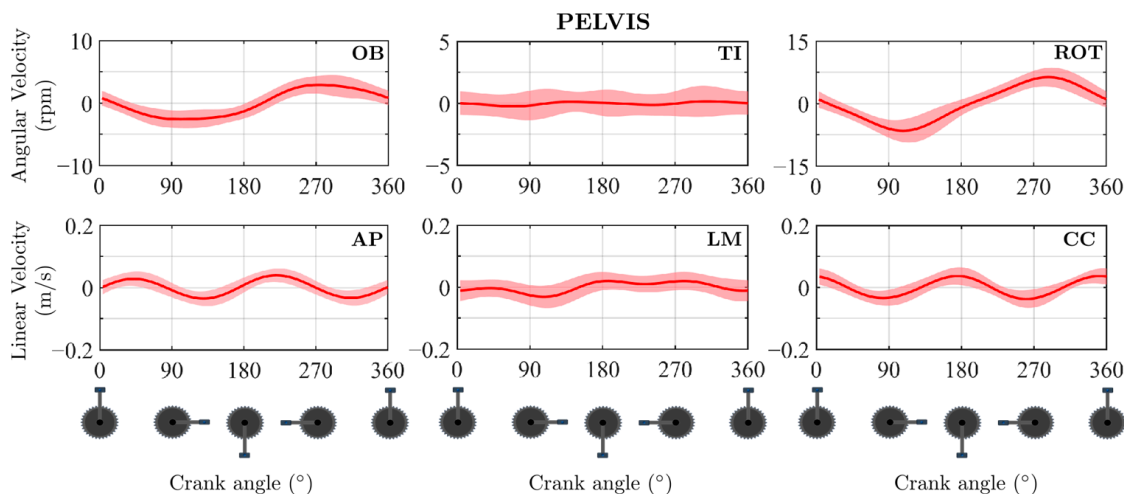 PELVIS
Angular Velocity
(rpm)
10
0
−10
OB
0 90 180 270 360
5
0
−5
TI
0 90 180 270 360
15
0
−15
ROT
0 90 180 270 360
Linear Velocity
(m/s)
0.2
0
−0.2
AP
0 90 180 270 360
0.2
0
−0.2
LM
0 90 180 270 360
0.2
0
−0.2
CC
0 90 180 270 360
Crank angle (°)
Crank angle (°)
Crank angle (°)